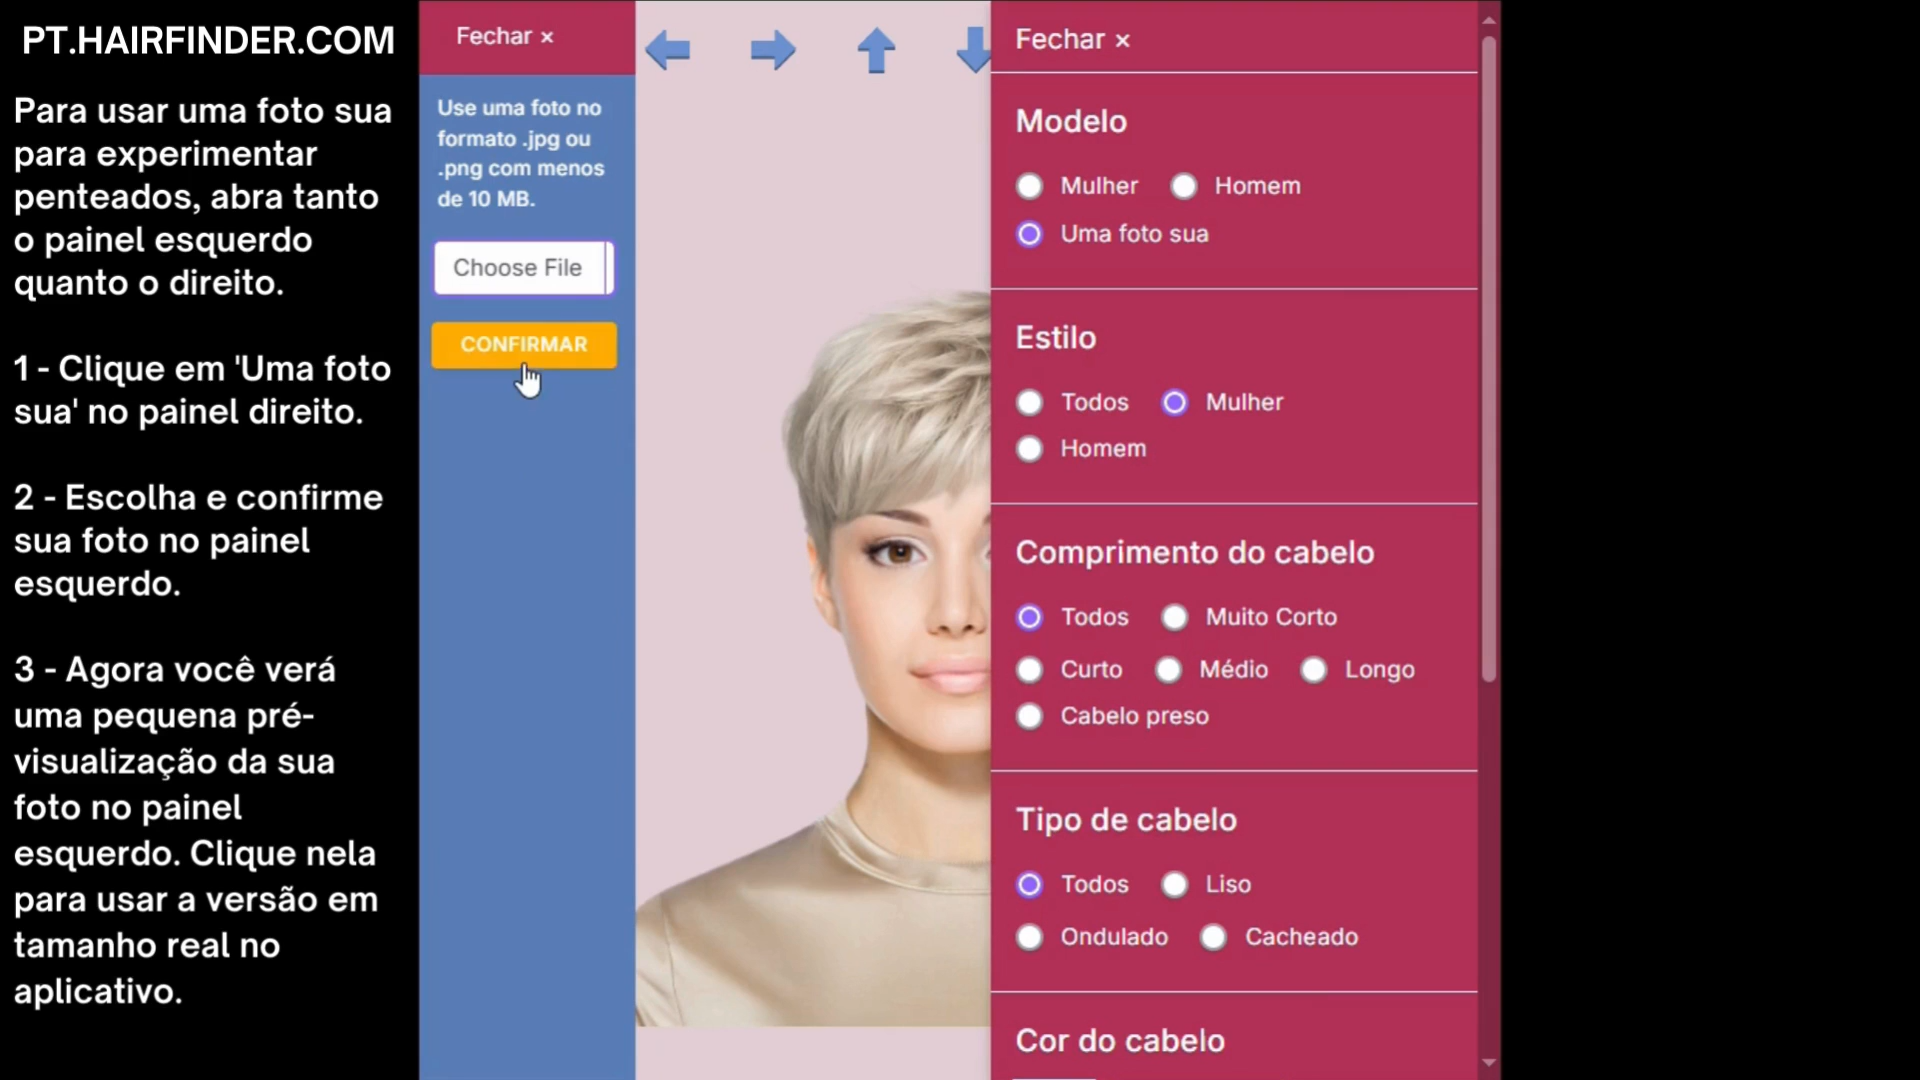 PT.HAIRFINDER.COM
Para usar uma foto sua
para experimentar
penteados, abra tanto
o painel esquerdo
quanto o direito.
1 - Clique em 'Uma foto
sua' no painel direito.
2 - Escolha e confirme
sua foto no painel
esquerdo.
3 - Agora você verá
uma pequena pré-
visualização da sua
foto no painel
esquerdo. Clique nela
para usar a versão em
tamanho real no
aplicativo.
Fechar ×
Use uma foto no
formato .jpg ou
.png com menos
de 10 MB.
Choose File
CONFIRMAR
Fechar ×
Modelo
Mulher Homem
Uma foto sua
Estilo
Todos Mulher
Homem
Comprimento do cabelo
Todos Muito Corto
Curto Médio Longo
Cabelo preso
Tipo de cabelo
Todos Liso
Ondulado Cacheado
Cor do cabelo